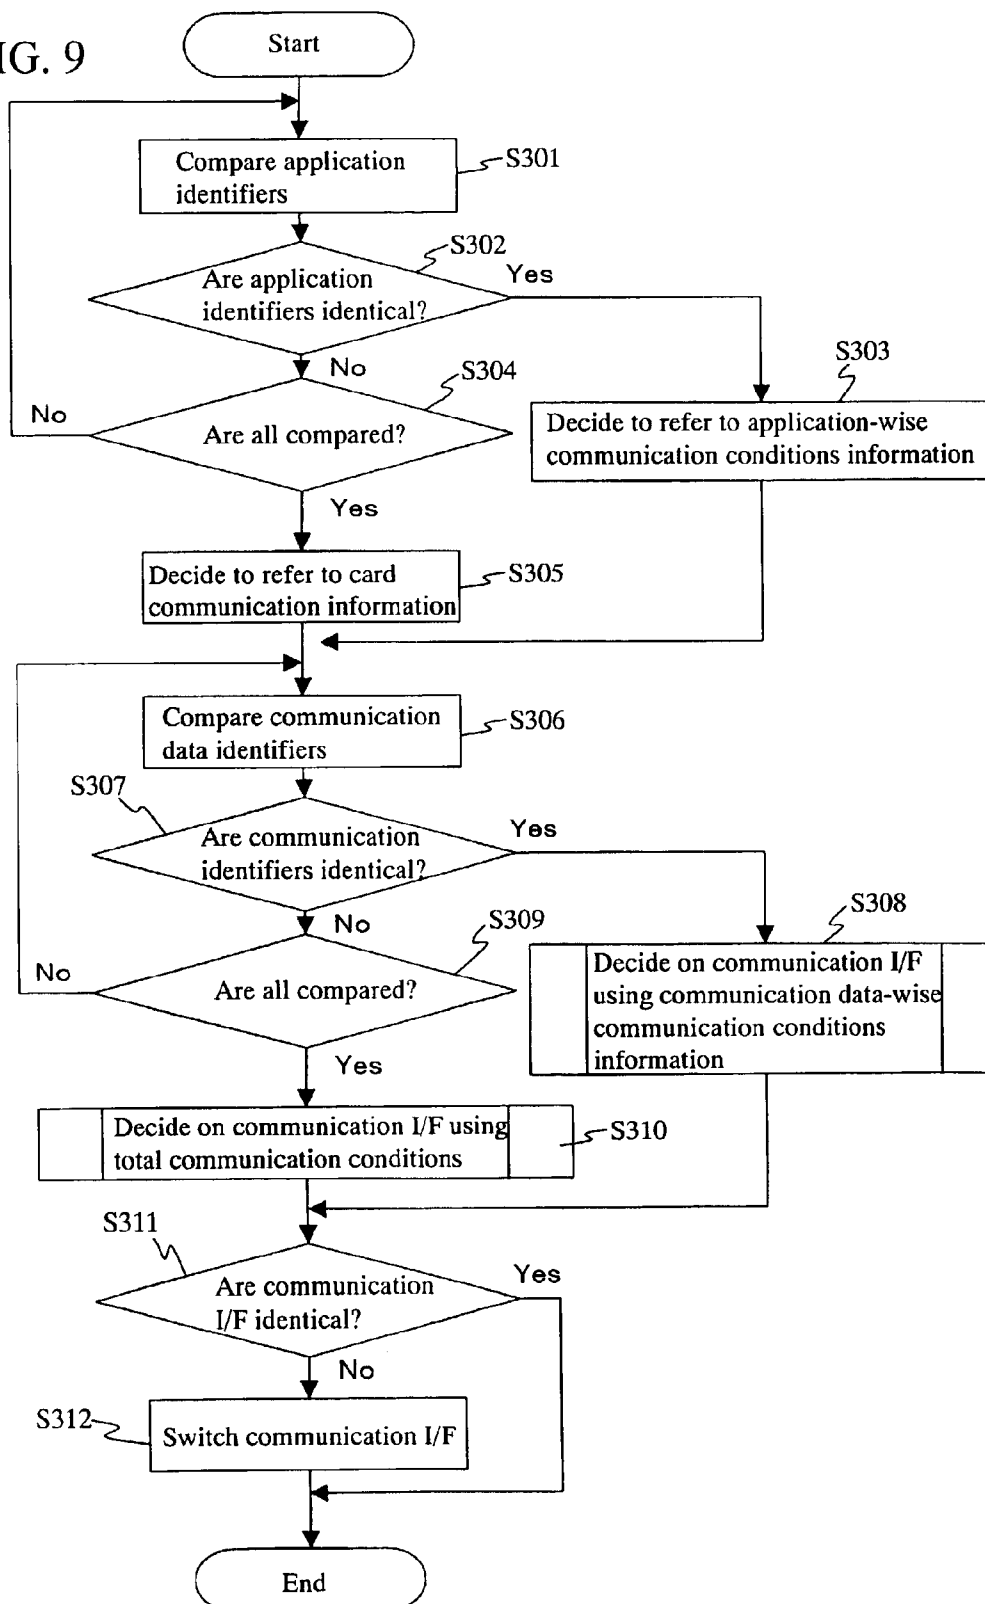 IG. 9
Start
Compare application
identifiers
S301
S302
Are application
identifiers identical?
Yes
No
S303
Decide to refer to application-wise
communication conditions information
S304
No
Are all compared?
Yes
Decide to refer to card
communication information
S305
Compare communication
data identifiers
S306
S307
Are communication
identifiers identical?
Yes
No
S308
Decide on communication I/F
using communication data-wise
communication conditions
information
S309
No
Are all compared?
Yes
Decide on communication I/F using
total communication conditions
S310
S311
Are communication
I/F identical?
Yes
No
S312
Switch communication I/F
End